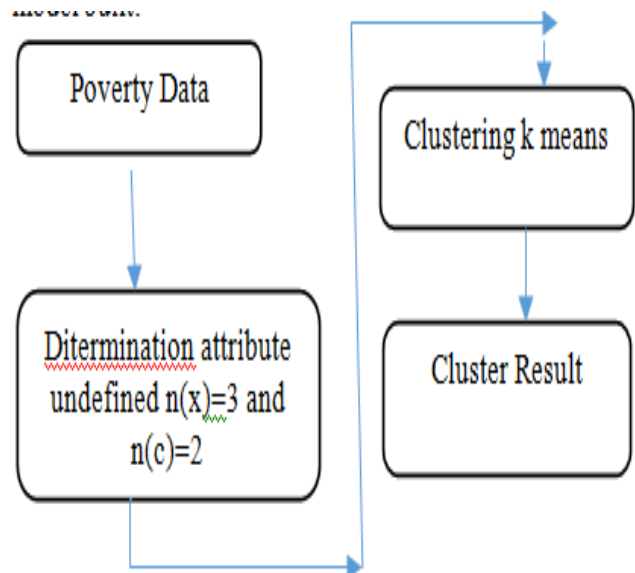 Poverty Data
Ditermination attribute
undefined n(x)=3 and
n(c)=2
Clustering k means
Cluster Result